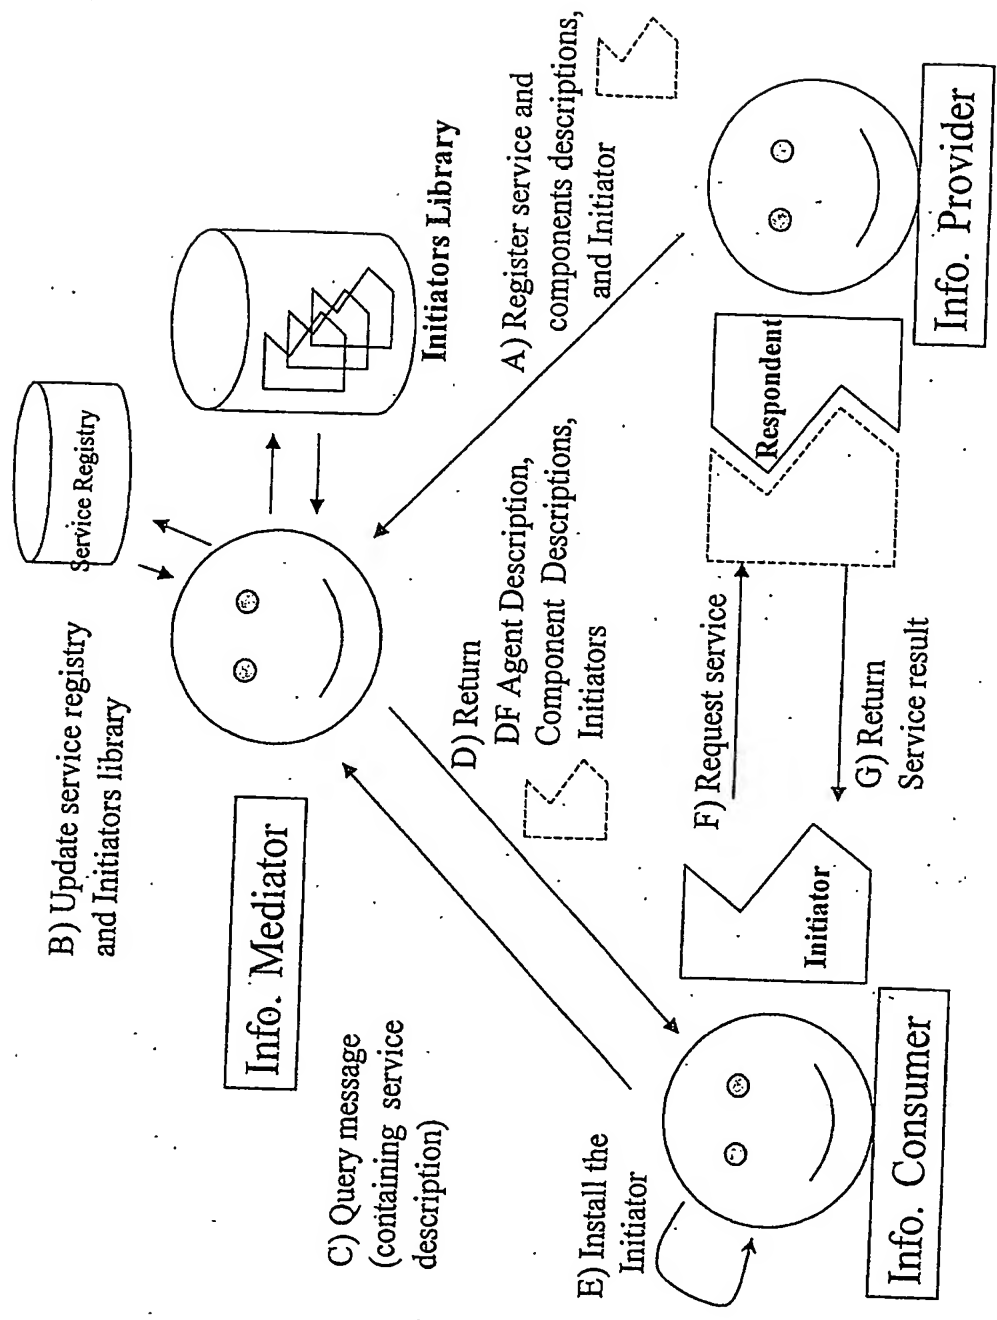 B) Update service registry
and Initiators library
Service Registry
Initiators Library
Info. Mediator
C) Query message
(containing service
description)
D) Return
DF Agent Description,
Component Descriptions,
Initiators
A) Register service and
components descriptions,
and Initiator
E) Install the
Initiator
F) Request service
Respondent
Initiator
G) Return
Service result
Info. Consumer
Info. Provider